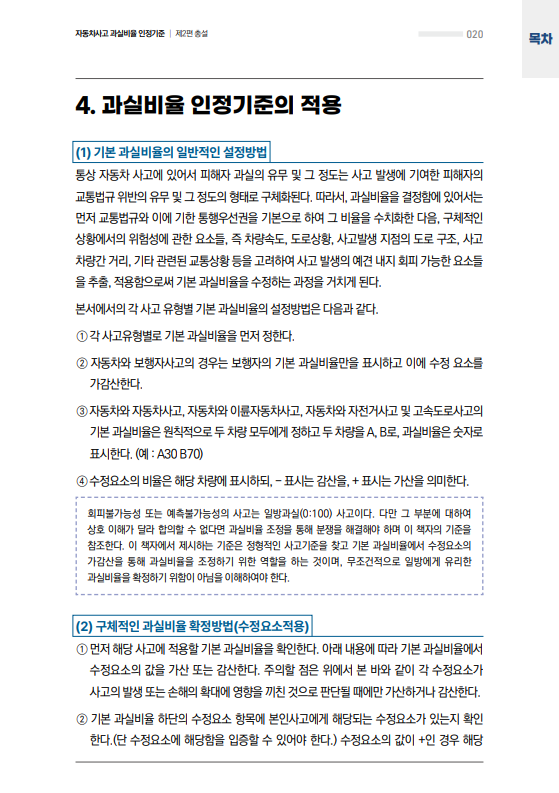 자동차사고 과실비율 인정기준 | 제2편 총설
020
목차
4. 과실비율 인정기준의 적용
(1) 기본 과실비율의 일반적인 설정방법
통상 자동차 사고에 있어서 피해자 과실의 유무 및 그 정도는 사고 발생에 기여한 피해자의
교통법규 위반의 유무 및 그 정도의 형태로 구체화된다. 따라서, 과실비율을 결정함에 있어서는
먼저 교통법규와 이에 기한 통행우선권을 기본으로 하여 그 비율을 수치화한 다음, 구체적인
상황에서의 위험성에 관한 요소들, 즉 차량속도, 도로상황, 사고발생 지점의 도로 구조, 사고
차량간 거리, 기타 관련된 교통상황 등을 고려하여 사고 발생의 예견 내지 회피 가능한 요소들
을 추출, 적용함으로써 기본 과실비율을 수정하는 과정을 거치게 된다.
본서에서의 각 사고 유형별 기본 과실비율의 설정방법은 다음과 같다.
① 각 사고유형별로 기본 과실비율을 먼저 정한다.
② 자동차와 보행자사고의 경우는 보행자의 기본 과실비율만을 표시하고 이에 수정 요소를
가감산한다.
③ 자동차와 자동차사고, 자동차와 이륜자동차사고, 자동차와 자전거사고 및 고속도로사고의
기본 과실비율은 원칙적으로 두 차량 모두에게 정하고 두 차량을 A, B로, 과실비율은 숫자로
표시한다. (예 : A30 B70)
④ 수정요소의 비율은 해당 차량에 표시하되, – 표시는 감산을, + 표시는 가산을 의미한다.
회피불가능성 또는 예측불가능성의 사고는 일방과실(0:100) 사고이다. 다만 그 부분에 대하여
상호 이해가 달라 합의할 수 없다면 과실비율 조정을 통해 분쟁을 해결해야 하며 이 책자의 기준을
참조한다. 이 책자에서 제시하는 기준은 정형적인 사고기준을 찾고 기본 과실비율에서 수정요소의
가감산을 통해 과실비율을 조정하기 위한 역할을 하는 것이며, 무조건적으로 일방에게 유리한
과실비율을 확정하기 위함이 아님을 이해하여야 한다.
(2) 구체적인 과실비율 확정방법(수정요소적용)
① 먼저 해당 사고에 적용할 기본 과실비율을 확인한다. 아래 내용에 따라 기본 과실비율에서
수정요소의 값을 가산 또는 감산한다. 주의할 점은 위에서 본 바와 같이 각 수정요소가
사고의 발생 또는 손해의 확대에 영향을 끼친 것으로 판단될 때에만 가산하거나 감산한다.
② 기본 과실비율 하단의 수정요소 항목에 본인사고에게 해당되는 수정요소가 있는지 확인
한다.(단 수정요소에 해당함을 입증할 수 있어야 한다.) 수정요소의 값이 +인 경우 해당